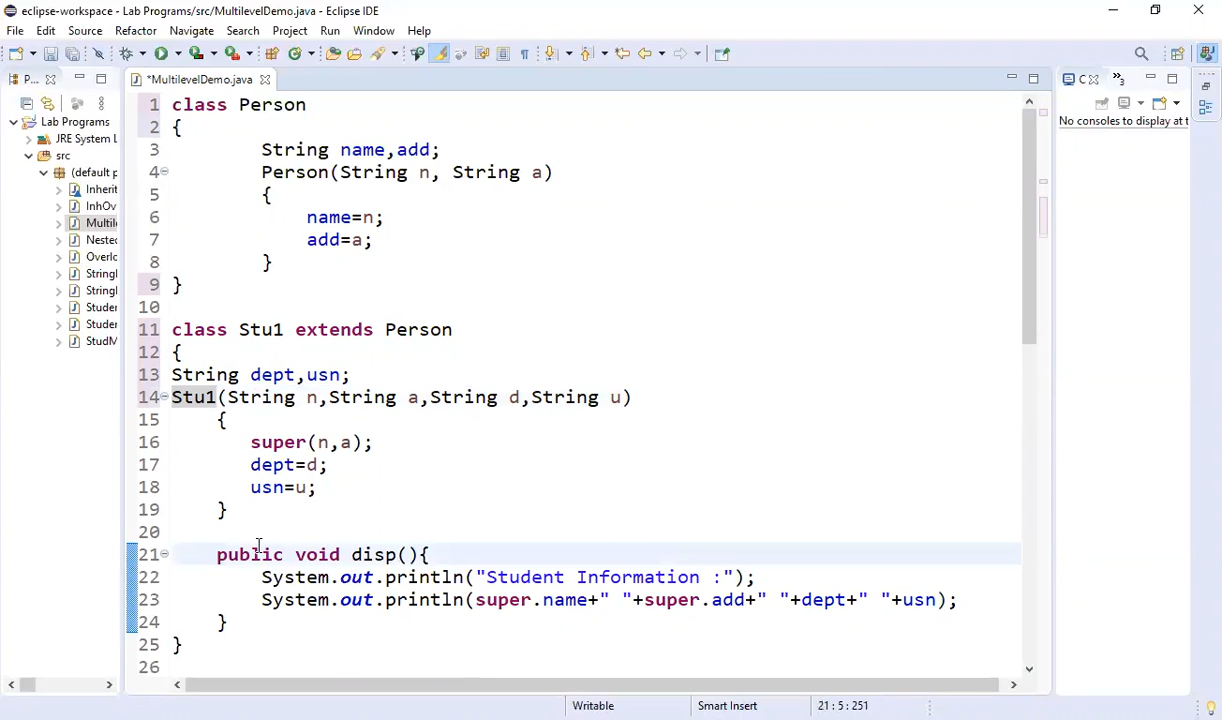 eclipse-workspace - Lab Programs/src/MultilevelDemo.java - Eclipse IDE
File Edit Source Refactor Navigate Search Project Run Window Help
P... *MultilevelDemo.java C 3
Lab Programs
JRE System L
src
(default p
Inherit
InhOv
Multile
Neste
Overlo
StringI
StringI
Studer
Studer
StudM
No consoles to display at t
1 class Person
2 {
3 String name,add;
4 Person(String n, String a)
5 {
6 name=n;
7 add=a;
8 }
9 }
10
11 class Stu1 extends Person
12 {
13 String dept,usn;
14 Stu1(String n,String a,String d,String u)
15 {
16 super(n,a);
17 dept=d;
18 usn=u;
19 }
20
21 public void disp(){
22 System.out.println("Student Information :");
23 System.out.println(super.name+" "+super.add+" "+dept+" "+usn);
24 }
25 }
26
Writable Smart Insert 21 : 5 : 251